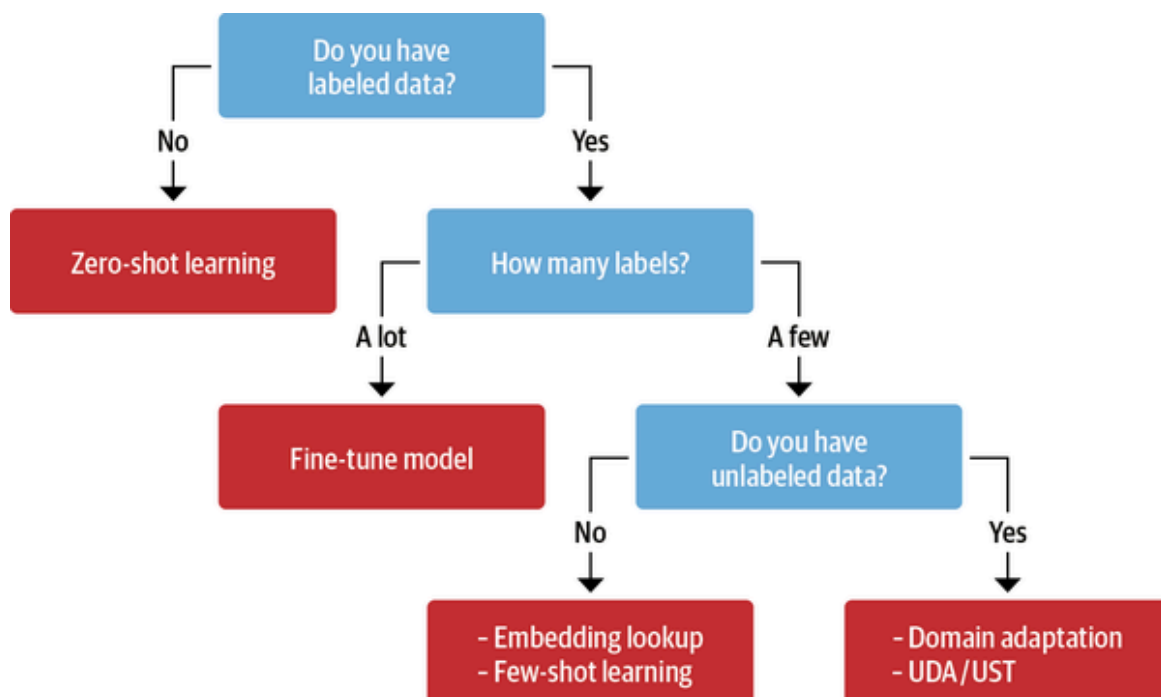 Do you have
labeled data?
No
Yes
Zero-shot learning
How many labels?
A lot
A few
Fine-tune model
Do you have
unlabeled data?
No
Yes
- Embedding lookup
- Few-shot learning
- Domain adaptation
- UDA/UST